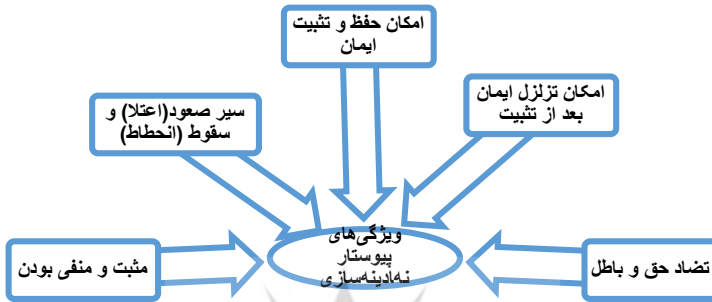 امکان حفظ و تثبیت
ایمان
امکان تزلزل ایمان
بعد از تثبیت
سیر صعود(اعتلا) و
سقوط (انحطاط)
ویژگی‌های
پیوستار
نهادینه‌سازی
تضاد حق و باطل
مثبت و منفی بودن